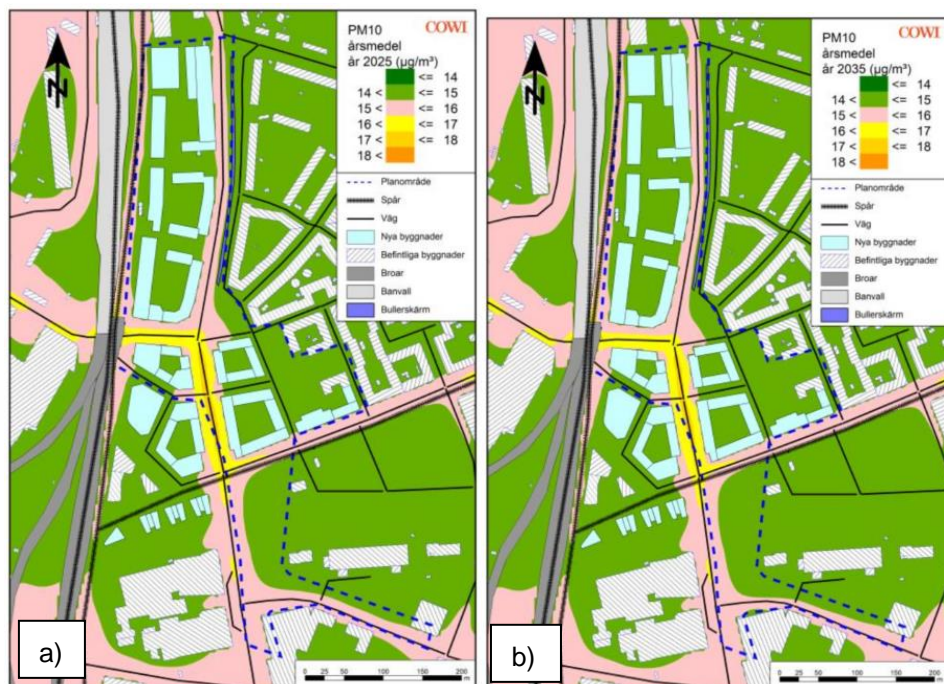 PM10
årsmedel
år 2025 (µg/m³)
COWI
<= 14
14 < <= 15
15 < <= 16
16 < <= 17
17 < <= 18
18 <
Planområde
Spår
Väg
Nya byggnader
Befintliga byggnader
Broar
Banvall
Bullerskärm
N
0 25 50 100 150 200
m
a)
PM10
årsmedel
år 2035 (µg/m³)
COWI
<= 14
14 < <= 15
15 < <= 16
16 < <= 17
17 < <= 18
18 <
Planområde
Spår
Väg
Nya byggnader
Befintliga byggnader
Broar
Banvall
Bullerskärm
N
0 25 50 100 150 200
m
b)